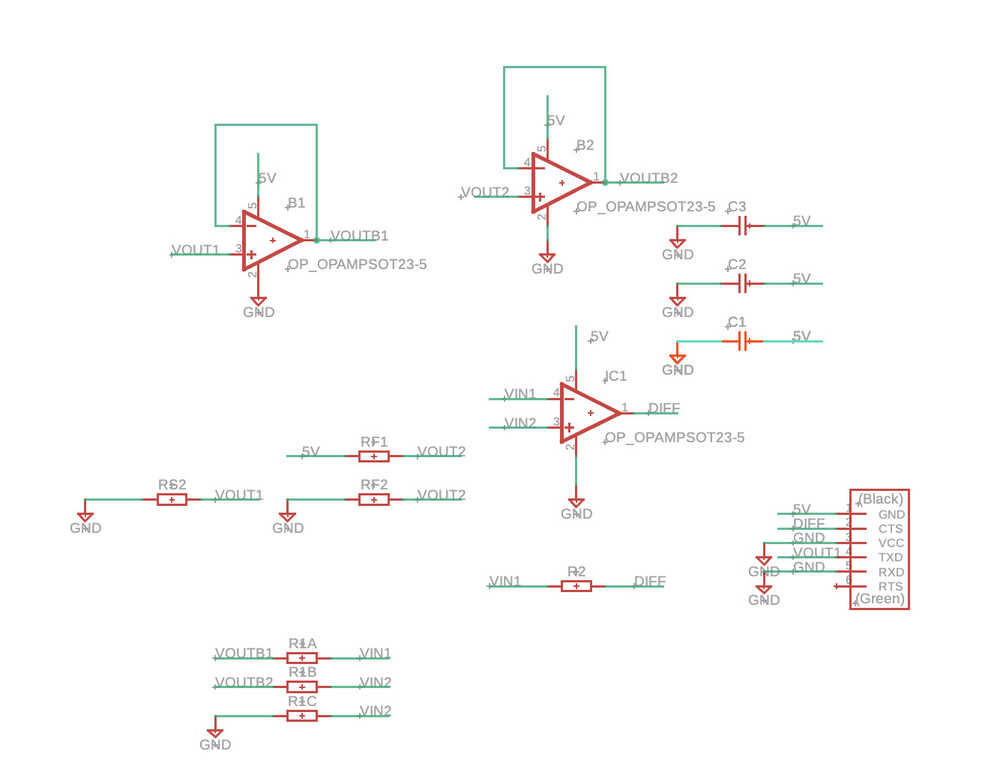 5V
B2
4
5
1
VOUTB2
VOUT2
3
2
OP_OPAMPSOT23-5
GND
5V
B1
4
5
1
VOUTB1
VOUT1
3
2
OP_OPAMPSOT23-5
GND
C3
5V
GND
C2
5V
GND
C1
5V
GND
5V
IC1
VIN1
4
5
1
DIFF
VIN2
3
2
OP_OPAMPSOT23-5
GND
5V
RF1
VOUT2
RS2
VOUT1
GND
RF2
VOUT2
GND
(Black)
5V
1
GND
DIFF
2
CTS
GND
3
VCC
VOUT1
4
TXD
GND
GND
5
RXD
6
RTS
GND
(Green)
VIN1
R2
DIFF
R1A
VOUTB1
VIN1
R1B
VOUTB2
VIN2
R1C
VIN2
GND